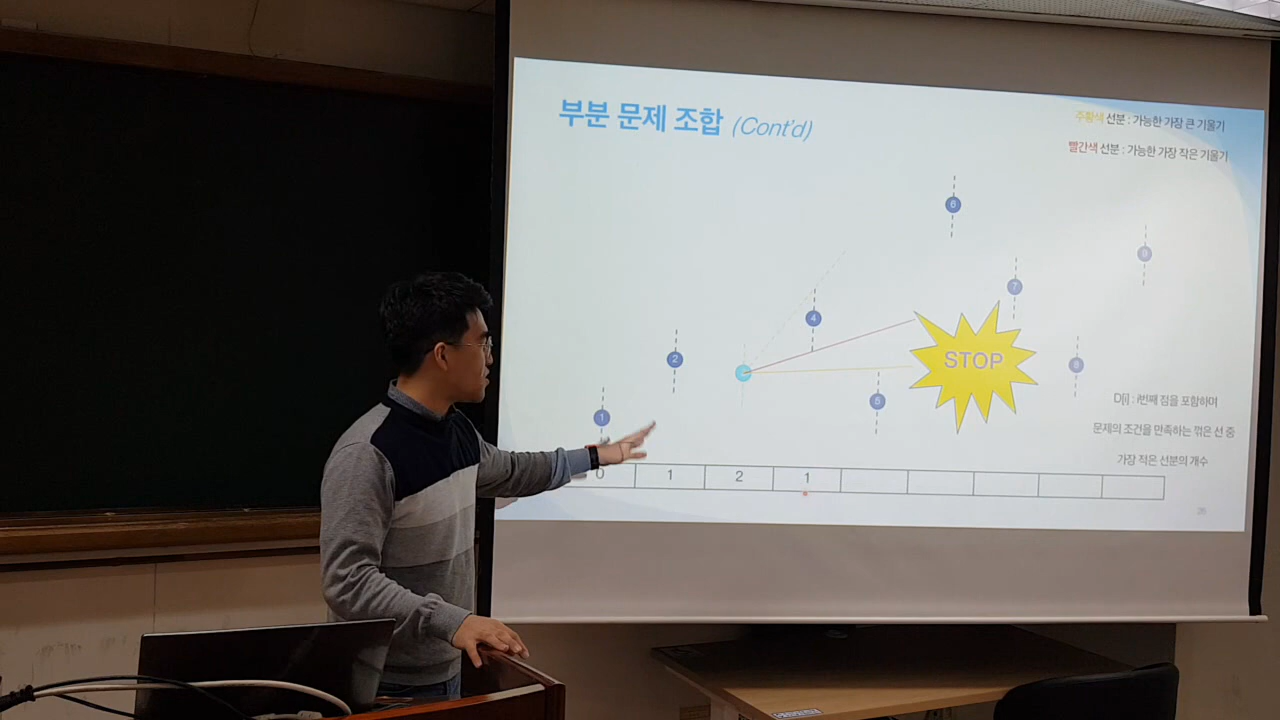 부분 문제 조합 (Cont'd)
주황색 선분 : 가능한 가장 큰 기울기
빨간색 선분 : 가능한 가장 작은 기울기
6
9
7
4
2
8
STOP
5
1
D[i] : i번째 점을 포함하며
문제의 조건을 만족하는 꺾은 선 중
가장 적은 선분의 개수
0 1 2 1